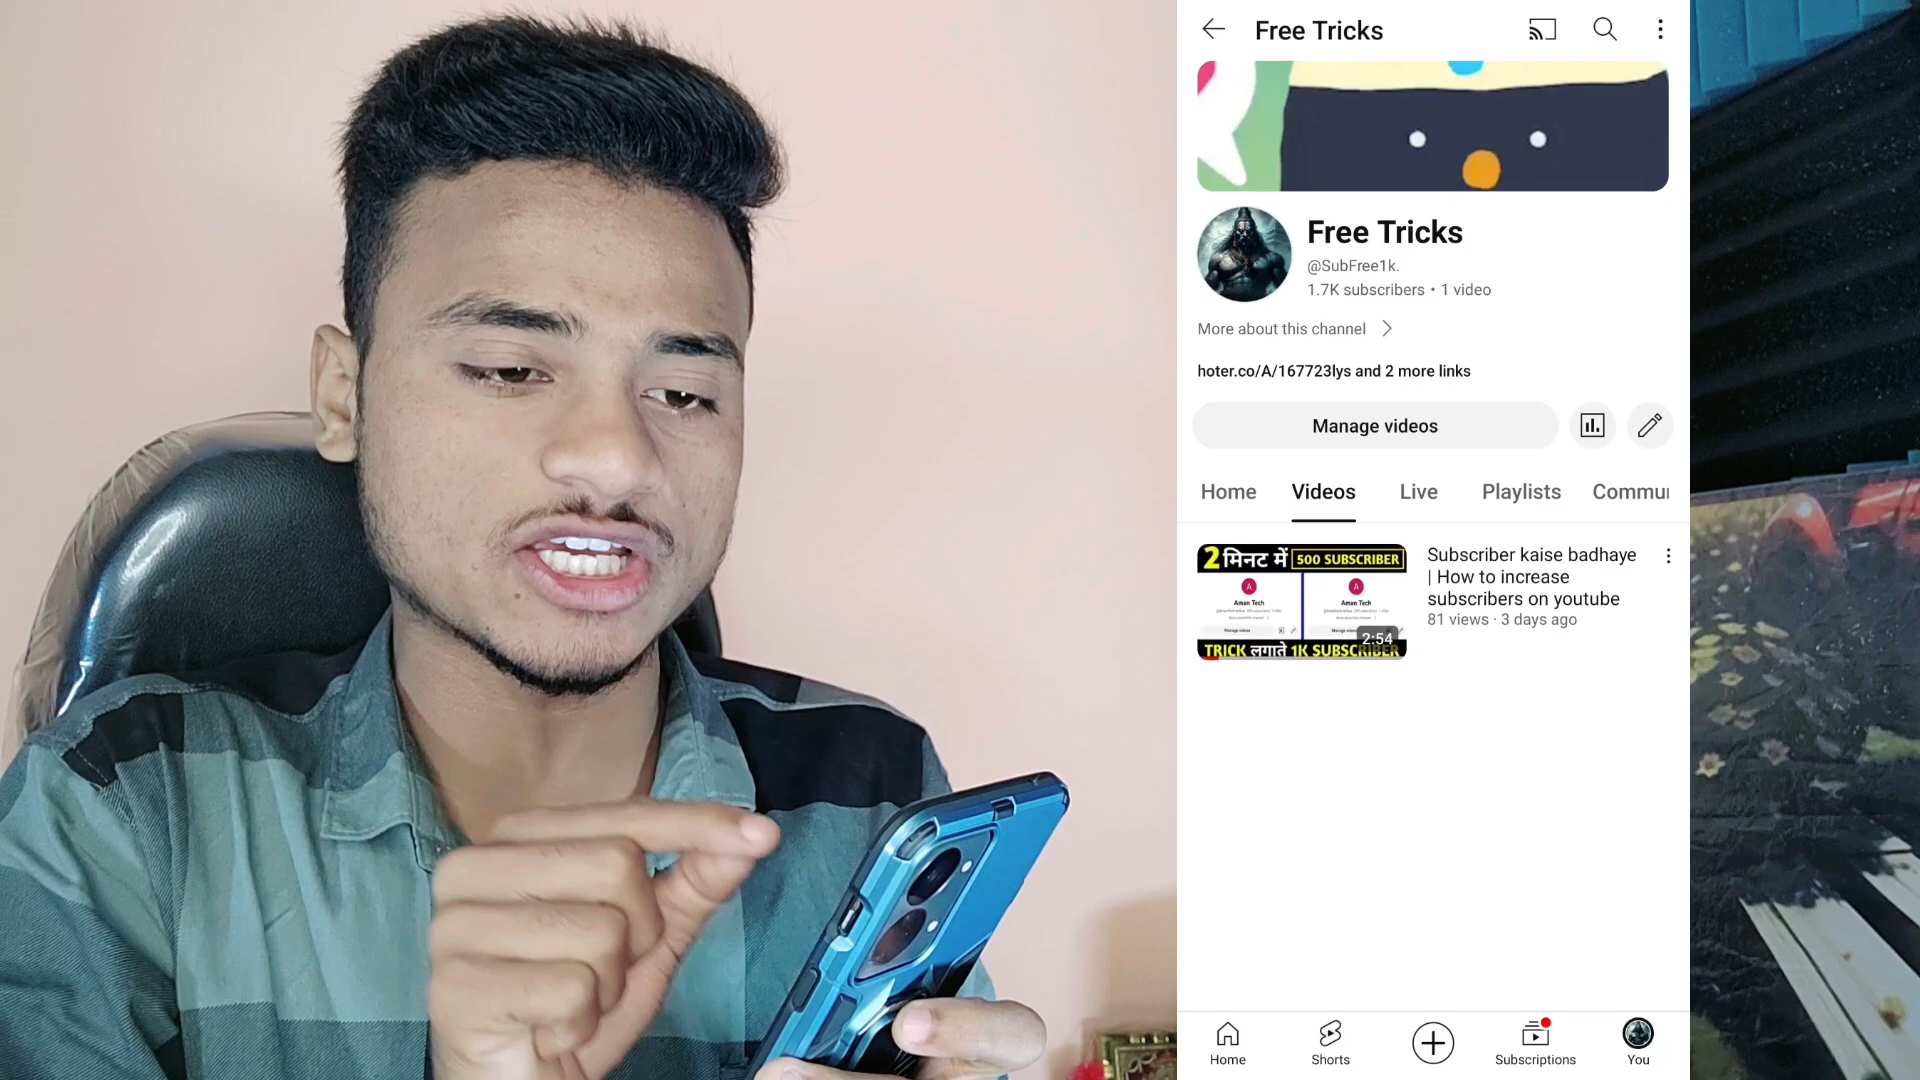 Free Tricks
Free Tricks
@SubFree1k.
1.7K subscribers • 1 video
More about this channel
hoter.co/A/167723lys and 2 more links
Manage videos
Home Videos Live Playlists Commu
2 मिनट में 500 SUBSCRIBER
A A
Aman Tech Aman Tech
Manage videos
2:54
TRICK लगाते 1K SUBSCRIBER
Subscriber kaise badhaye
| How to increase
subscribers on youtube
81 views · 3 days ago
Home Shorts Subscriptions You